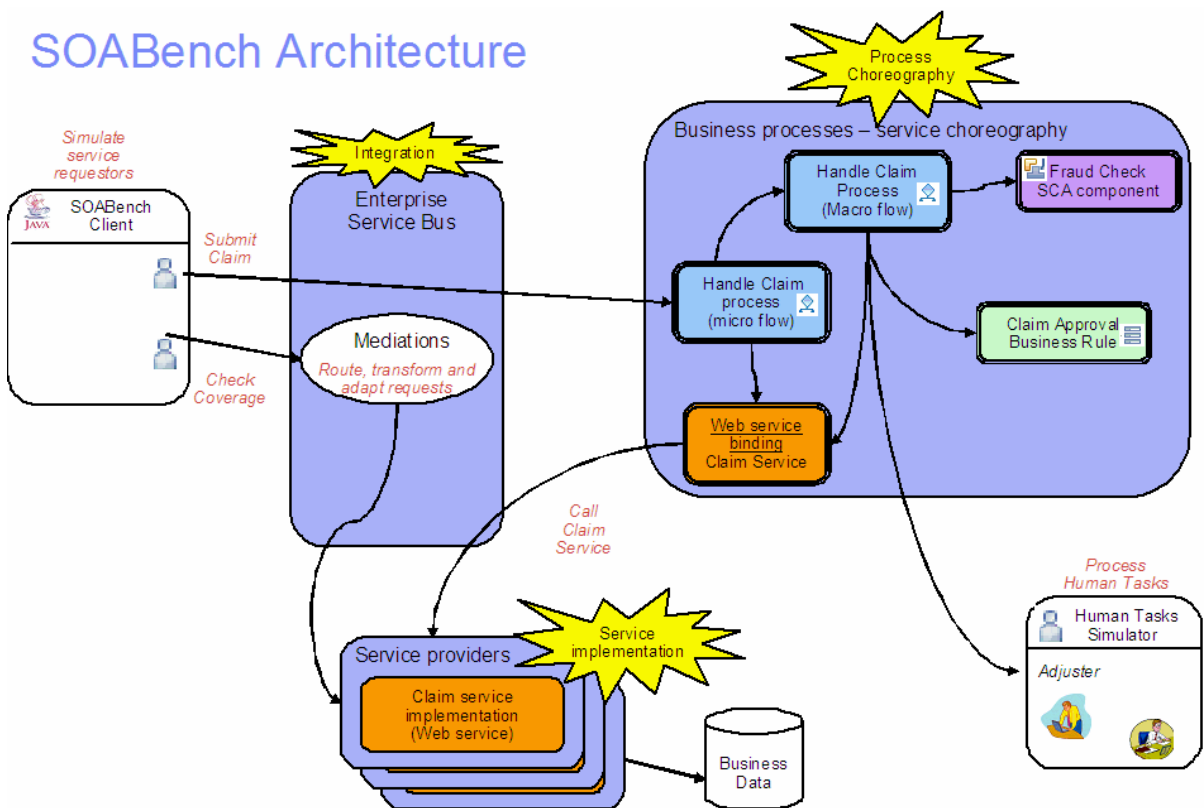 SOABench Architecture
Process
Choreography
Simulate
service
requestors
Integration
Business processes – service choreography
JAVA
SOABench
Client
Enterprise
Service Bus
Handle Claim
Process
(Macro flow)
Fraud Check
SCA component
Submit
Claim
Handle Claim
process
(micro flow)
Claim Approval
Business Rule
Mediations
Route, transform and
adapt requests
Check
Coverage
Web service
binding
Claim Service
Call
Claim
Service
Process
Human Tasks
Human Tasks
Simulator
Adjuster
Service
implementation
Service providers
Claim service
implementation
(Web service)
Business
Data